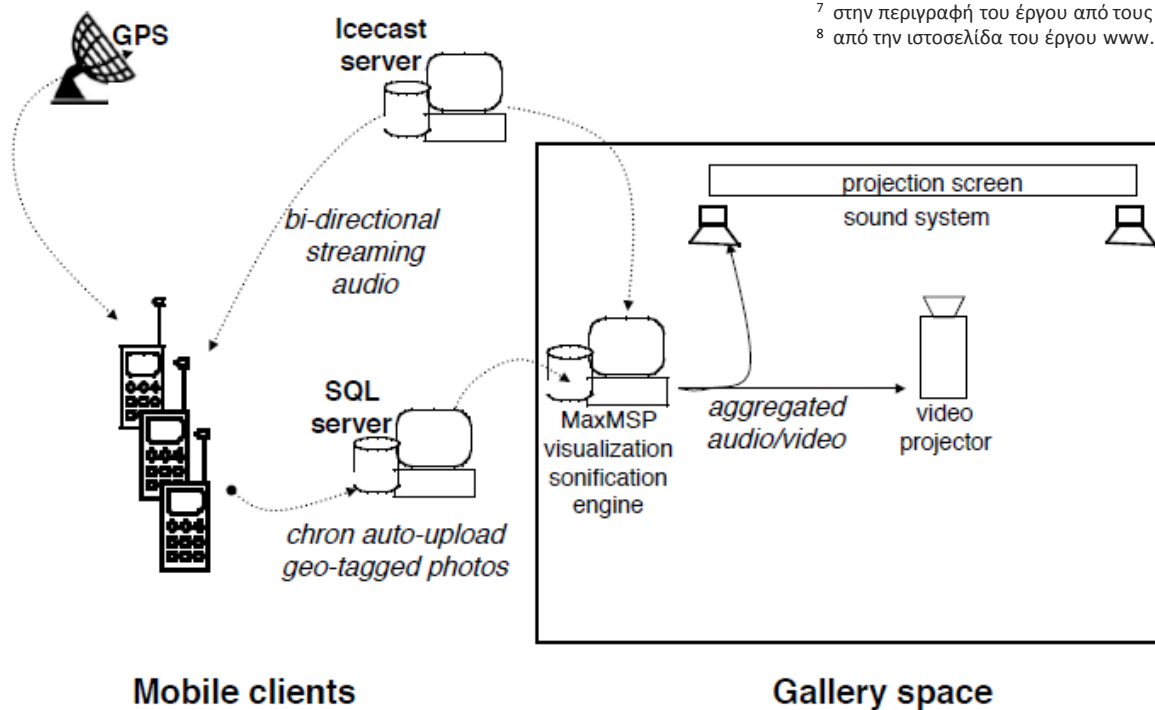 ⁷ στην περιγραφή του έργου από τους
⁸ από την ιστοσελίδα του έργου www.
GPS
Icecast
server
bi-directional
streaming
audio
projection screen
sound system
SQL
server
chron auto-upload
geo-tagged photos
MaxMSP
visualization
sonification
engine
aggregated
audio/video
video
projector
Mobile clients
Gallery space